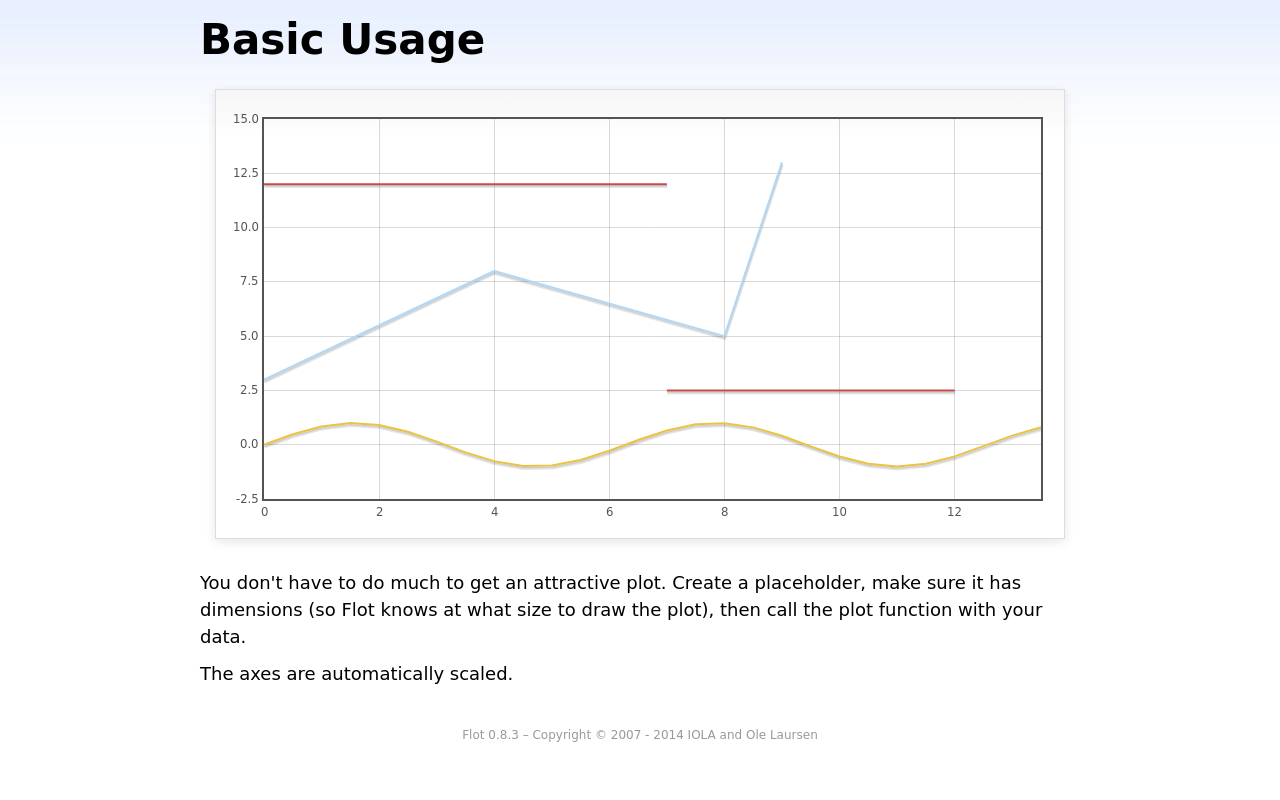 Basic Usage
15.0
12.5
10.0
7.5
5.0
2.5
0.0
-2.5
0 2 4 6 8 10 12
You don't have to do much to get an attractive plot. Create a placeholder, make sure it has
dimensions (so Flot knows at what size to draw the plot), then call the plot function with your
data.
The axes are automatically scaled.
Flot 0.8.3 – Copyright © 2007 - 2014 IOLA and Ole Laursen